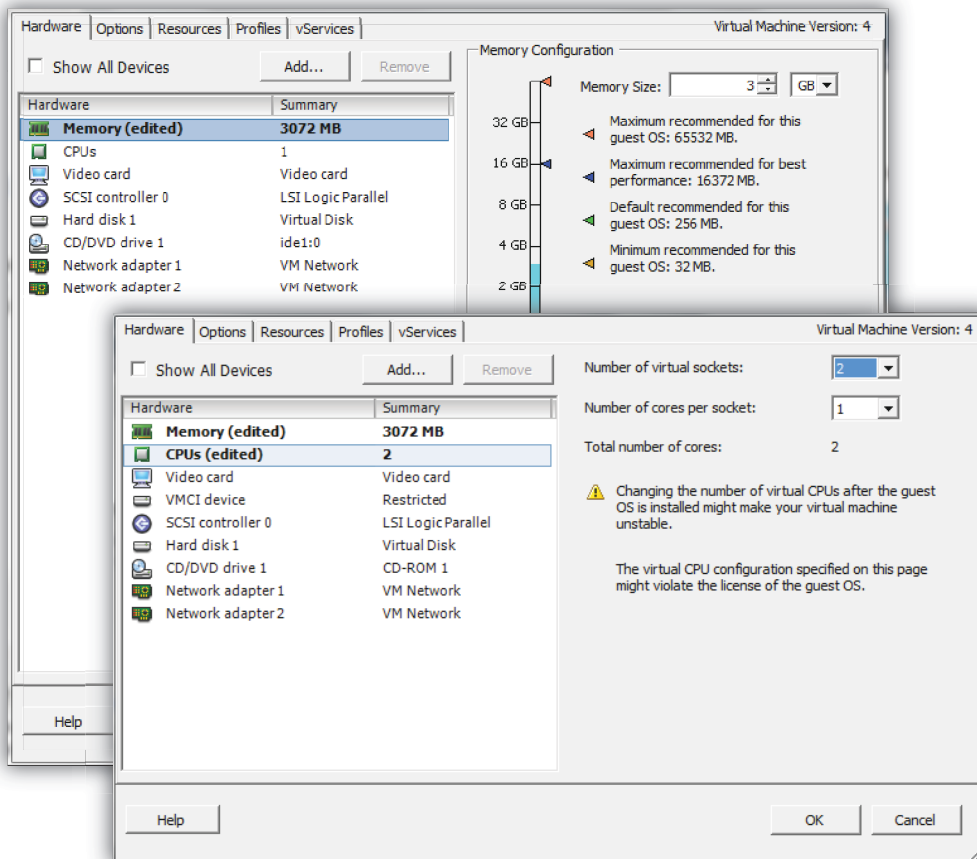 Hardware Options Resources Profiles vServices Virtual Machine Version: 4
Show All Devices Add... Remove
Hardware Summary
Memory (edited) 3072 MB
CPUs 1
Video card Video card
SCSI controller 0 LSI Logic Parallel
Hard disk 1 Virtual Disk
CD/DVD drive 1 ide1:0
Network adapter 1 VM Network
Network adapter 2 VM Network
Memory Configuration
Memory Size: 3 GB
32 GB
16 GB
8 GB
4 GB
2 GB
Maximum recommended for this
guest OS: 65532 MB.
Maximum recommended for best
performance: 16372 MB.
Default recommended for this
guest OS: 256 MB.
Minimum recommended for this
guest OS: 32 MB.
Help
Hardware Options Resources Profiles vServices Virtual Machine Version: 4
Show All Devices Add... Remove
Hardware Summary
Memory (edited) 3072 MB
CPUs (edited) 2
Video card Video card
VMCI device Restricted
SCSI controller 0 LSI Logic Parallel
Hard disk 1 Virtual Disk
CD/DVD drive 1 CD-ROM 1
Network adapter 1 VM Network
Network adapter 2 VM Network
Number of virtual sockets: 2
Number of cores per socket: 1
Total number of cores: 2
Changing the number of virtual CPUs after the guest
OS is installed might make your virtual machine
unstable.
The virtual CPU configuration specified on this page
might violate the license of the guest OS.
Help OK Cancel